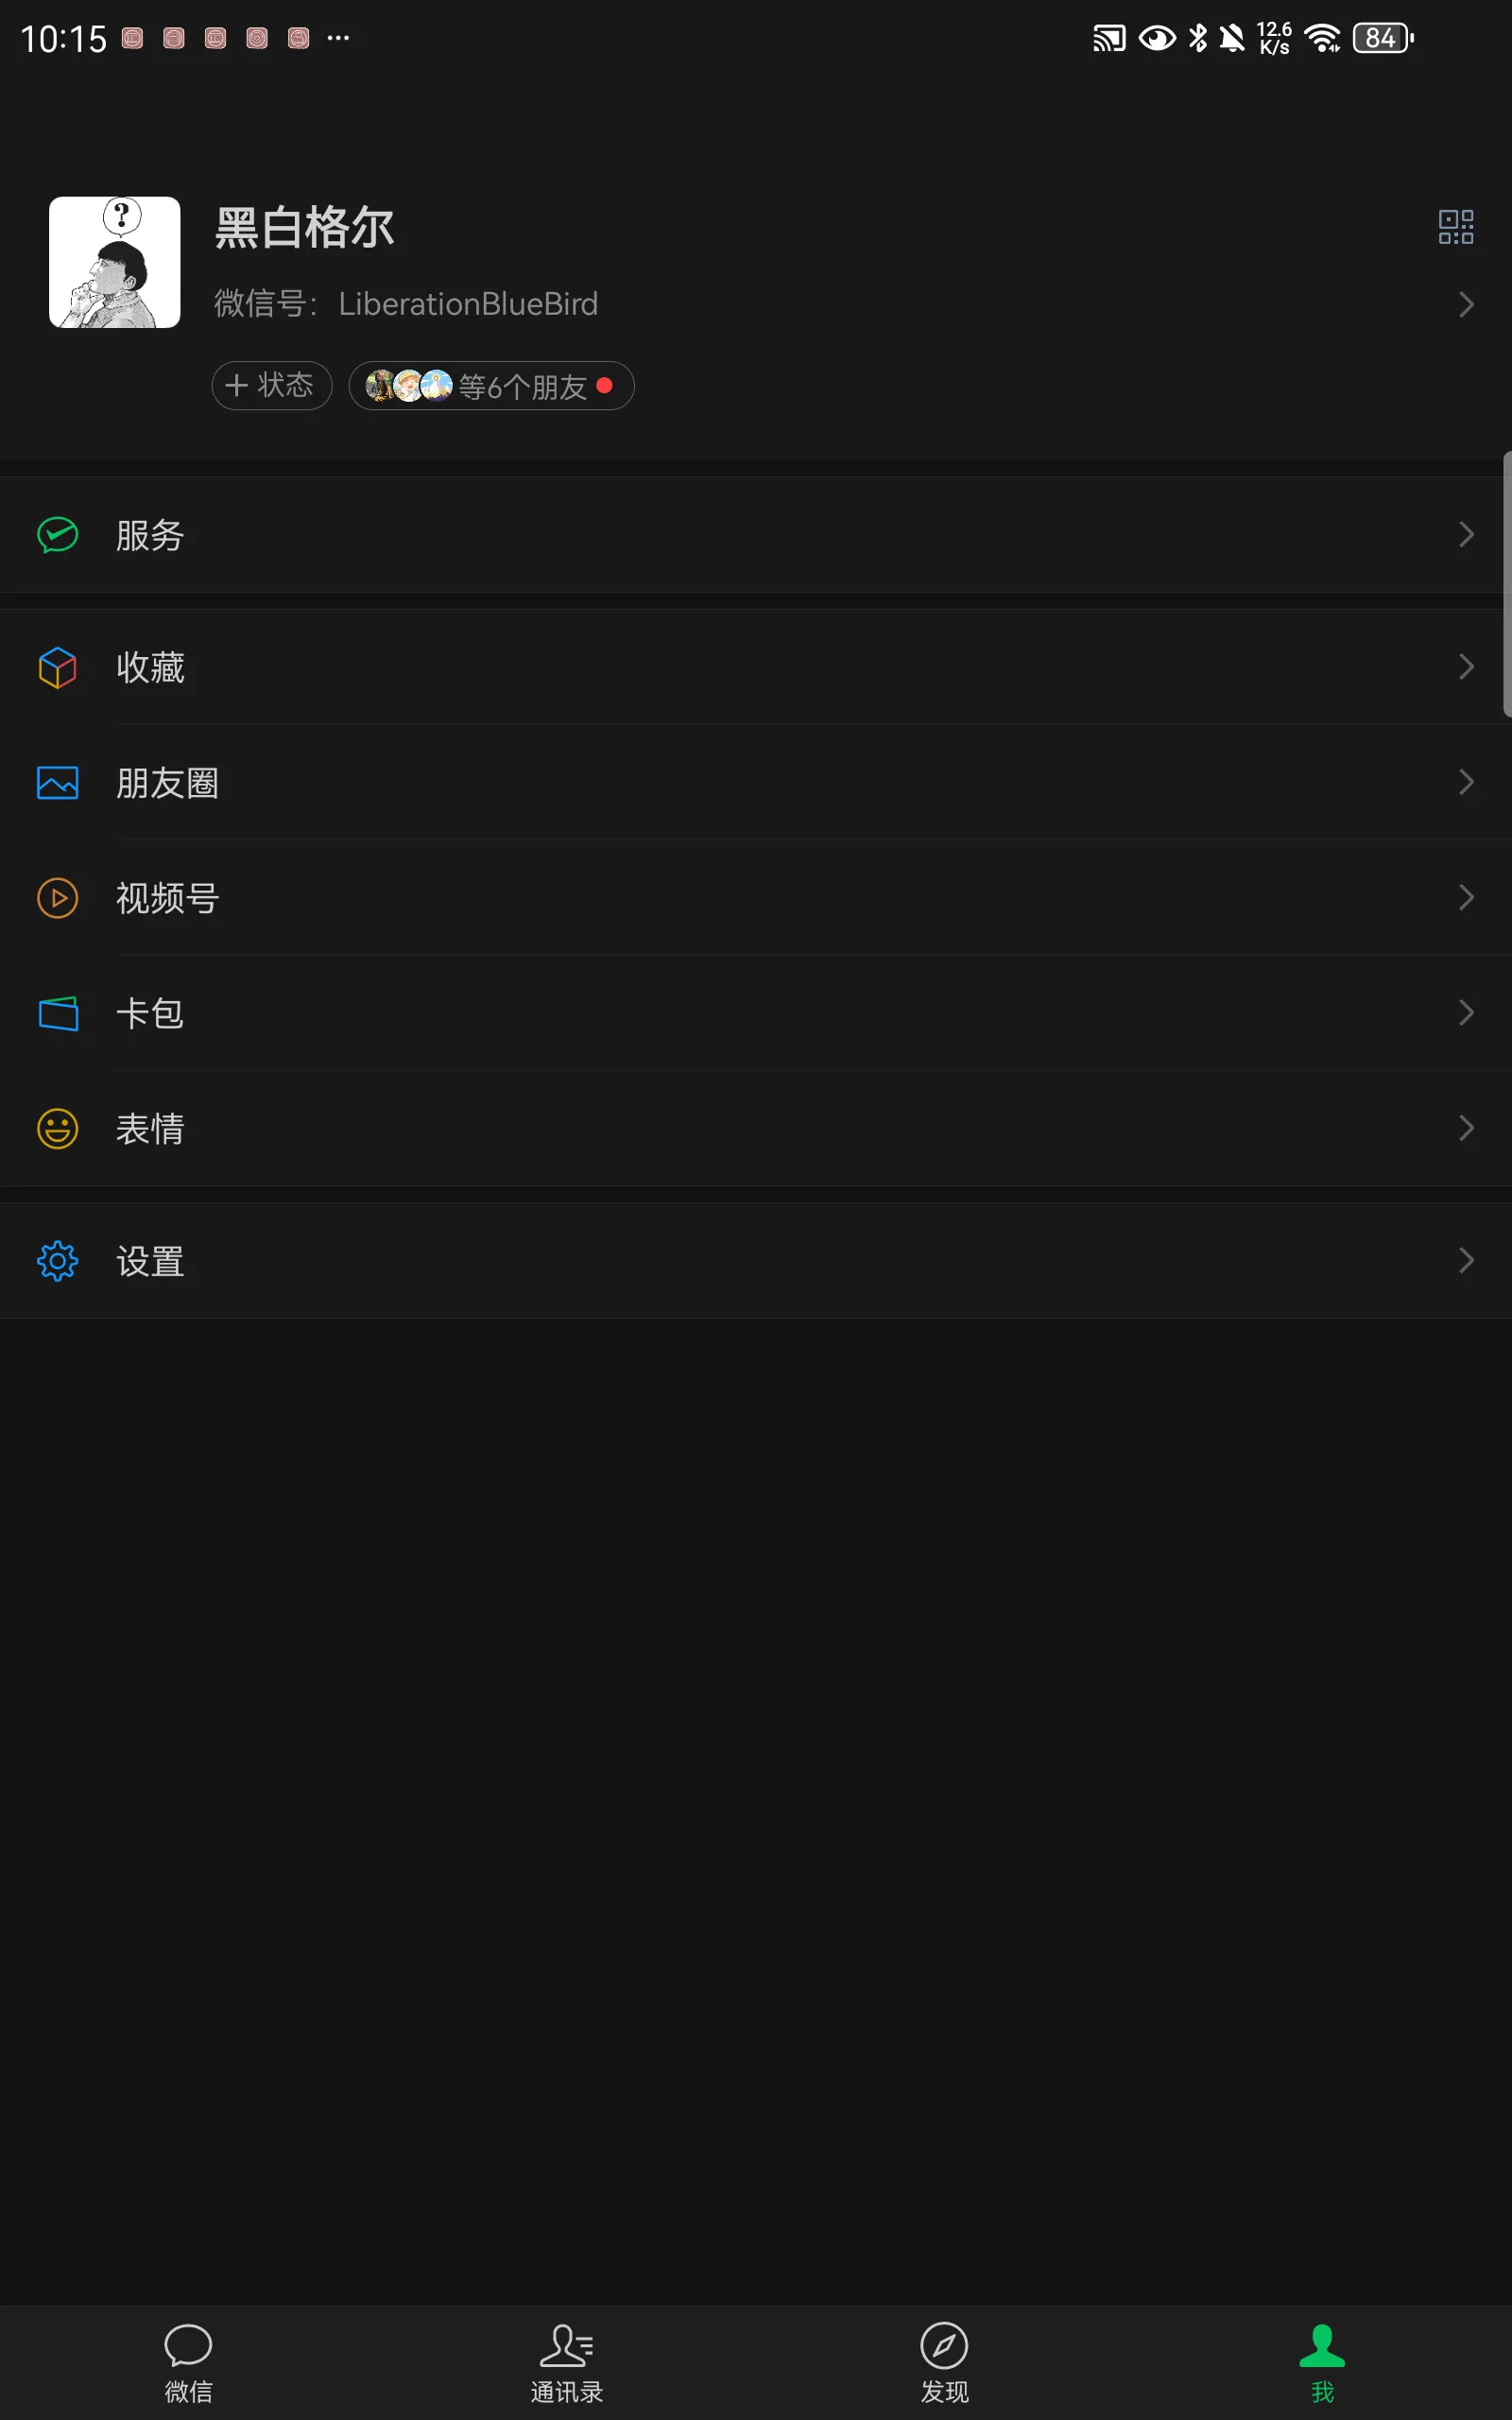 10:15 ··· 12.6 K/s 84
?
黑白格尔
微信号：LiberationBlueBird
+ 状态 等6个朋友
服务
收藏
朋友圈
视频号
卡包
表情
设置
微信 通讯录 发现 我